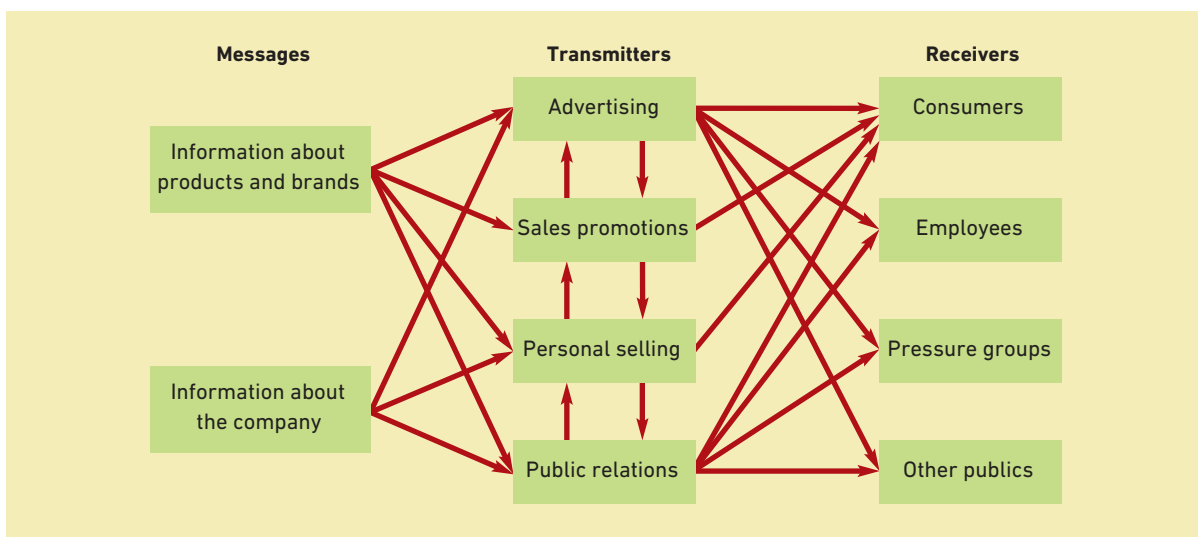 Messages
Transmitters
Receivers
Information about
products and brands
Information about
the company
Advertising
Sales promotions
Personal selling
Public relations
Consumers
Employees
Pressure groups
Other publics